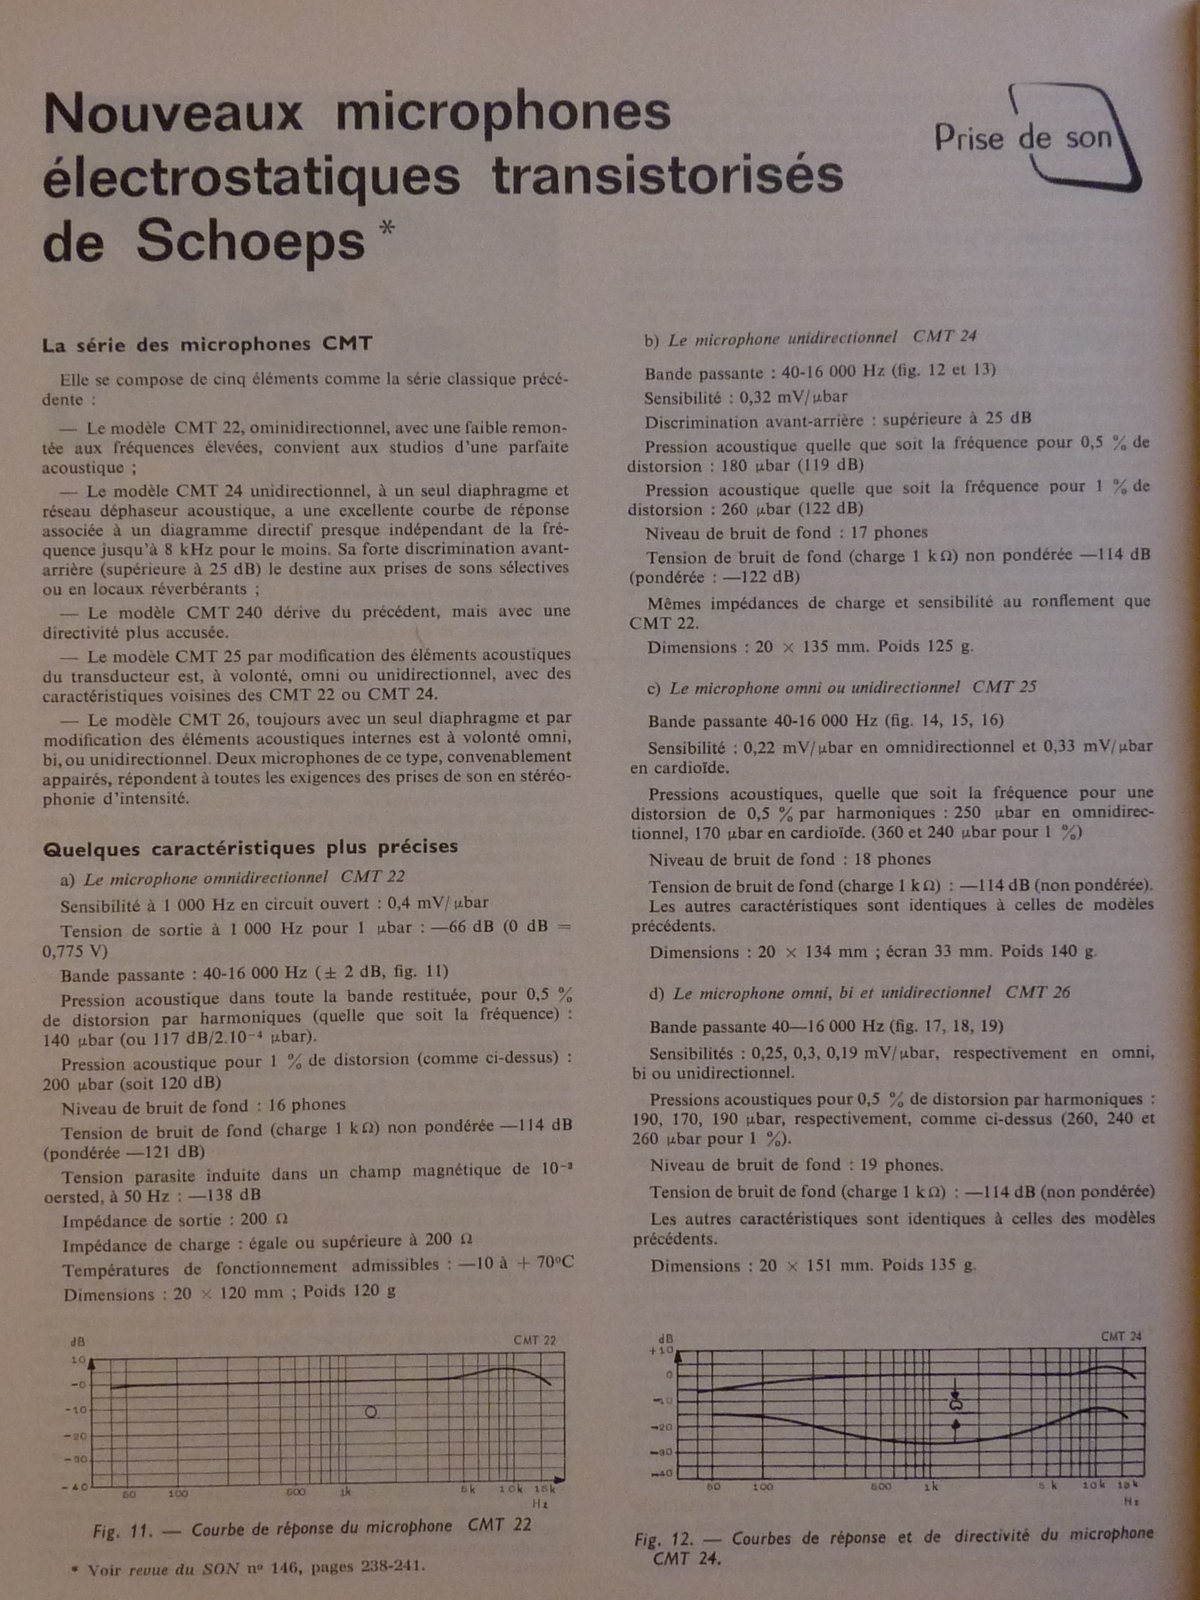 Nouveaux microphones
électrostatiques transistorisés
de Schoeps *
Prise de son
La série des microphones CMT
Elle se compose de cinq éléments comme la série classique précé-
dente :
— Le modèle CMT 22, ominidirectionnel, avec une faible remon-
tée aux fréquences élevées, convient aux studios d'une parfaite
acoustique ;
— Le modèle CMT 24 unidirectionnel, à un seul diaphragme et
réseau déphaseur acoustique, a une excellente courbe de réponse
associée à un diagramme directif presque indépendant de la fré-
quence jusqu'à 8 kHz pour le moins. Sa forte discrimination avant-
arrière (supérieure à 25 dB) le destine aux prises de sons sélectives
ou en locaux réverbérants ;
— Le modèle CMT 240 dérive du précédent, mais avec une
directivité plus accusée.
— Le modèle CMT 25 par modification des éléments acoustiques
du transducteur est, à volonté, omni ou unidirectionnel, avec des
caractéristiques voisines des CMT 22 ou CMT 24.
— Le modèle CMT 26, toujours avec un seul diaphragme et par
modification des éléments acoustiques internes est à volonté omni,
bi, ou unidirectionnel. Deux microphones de ce type, convenablement
appairés, répondent à toutes les exigences des prises de son en stéréo-
phonie d'intensité.
Quelques caractéristiques plus précises
a) Le microphone omnidirectionnel CMT 22
Sensibilité à 1 000 Hz en circuit ouvert : 0,4 mV/μbar
Tension de sortie à 1 000 Hz pour 1 μbar : —66 dB (0 dB =
0,775 V)
Bande passante : 40-16 000 Hz (± 2 dB, fig. 11)
Pression acoustique dans toute la bande restituée, pour 0,5 %
de distorsion par harmoniques (quelle que soit la fréquence) :
140 μbar (ou 117 dB/2.10⁻⁴ μbar).
Pression acoustique pour 1 % de distorsion (comme ci-dessus) :
200 μbar (soit 120 dB)
Niveau de bruit de fond : 16 phones
Tension de bruit de fond (charge 1 kΩ) non pondérée —114 dB
(pondérée —121 dB)
Tension parasite induite dans un champ magnétique de 10⁻³
oersted, à 50 Hz : —138 dB
Impédance de sortie : 200 Ω
Impédance de charge : égale ou supérieure à 200 Ω
Températures de fonctionnement admissibles : —10 à + 70°C
Dimensions : 20 × 120 mm ; Poids 120 g
b) Le microphone unidirectionnel CMT 24
Bande passante : 40-16 000 Hz (fig. 12 et 13)
Sensibilité : 0,32 mV/μbar
Discrimination avant-arrière : supérieure à 25 dB
Pression acoustique quelle que soit la fréquence pour 0,5 % de
distorsion : 180 μbar (119 dB)
Pression acoustique quelle que soit la fréquence pour 1 % de
distorsion : 260 μbar (122 dB)
Niveau de bruit de fond : 17 phones
Tension de bruit de fond (charge 1 kΩ) non pondérée —114 dB
(pondérée : —122 dB)
Mêmes impédances de charge et sensibilité au ronflement que
CMT 22.
Dimensions : 20 × 135 mm. Poids 125 g.
c) Le microphone omni ou unidirectionnel CMT 25
Bande passante 40-16 000 Hz (fig. 14, 15, 16)
Sensibilité : 0,22 mV/μbar en omnidirectionnel et 0,33 mV/μbar
en cardioïde.
Pressions acoustiques, quelle que soit la fréquence pour une
distorsion de 0,5 % par harmoniques : 250 μbar en omnidirec-
tionnel, 170 μbar en cardioïde. (360 et 240 μbar pour 1 %)
Niveau de bruit de fond : 18 phones
Tension de bruit de fond (charge 1 kΩ) : —114 dB (non pondérée).
Les autres caractéristiques sont identiques à celles de modèles
précédents.
Dimensions : 20 × 134 mm ; écran 33 mm. Poids 140 g.
d) Le microphone omni, bi et unidirectionnel CMT 26
Bande passante 40—16 000 Hz (fig. 17, 18, 19)
Sensibilités : 0,25, 0,3, 0,19 mV/μbar, respectivement en omni,
bi ou unidirectionnel.
Pressions acoustiques pour 0,5 % de distorsion par harmoniques :
190, 170, 190 μbar, respectivement, comme ci-dessus (260, 240 et
260 μbar pour 1 %).
Niveau de bruit de fond : 19 phones.
Tension de bruit de fond (charge 1 kΩ) : —114 dB (non pondérée)
Les autres caractéristiques sont identiques à celles des modèles
précédents.
Dimensions : 20 × 151 mm. Poids 135 g.
dB CMT 22
10
-0
-10
-20
-30
-40
50 100 500 1k 5k 10k 15k
Hz
Fig. 11. — Courbe de réponse du microphone CMT 22
* Voir revue du SON nº 146, pages 238-241.
dB CMT 24
+10
0
-10
-20
-30
-40
50 100 500 1k 5k 10k 15k
Hz
Fig. 12. — Courbes de réponse et de directivité du microphone
CMT 24.